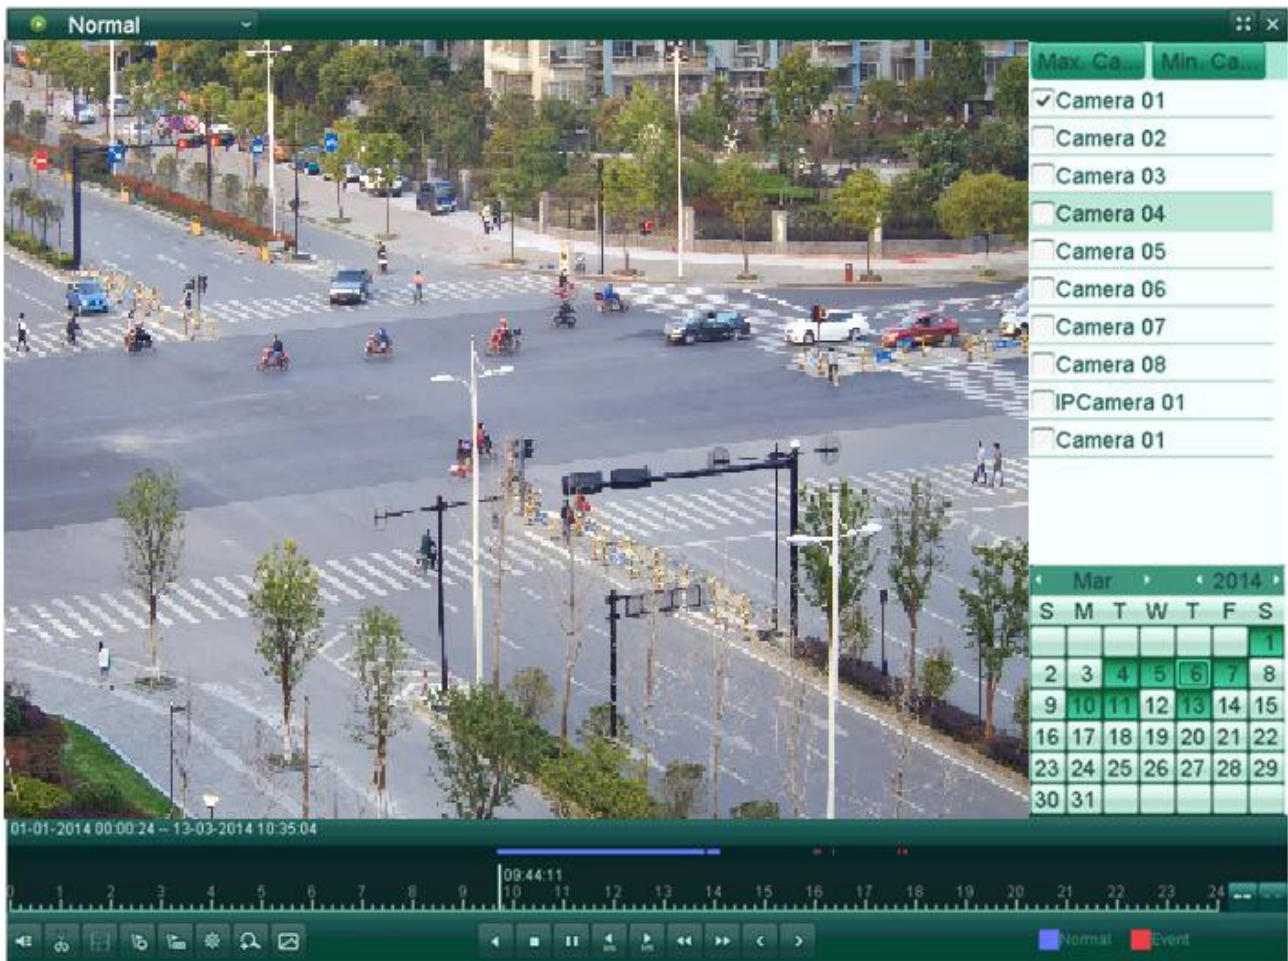 Normal
Max. Ca... Min. Ca...
Camera 01
Camera 02
Camera 03
Camera 04
Camera 05
Camera 06
Camera 07
Camera 08
IPCamera 01
Camera 01
Mar 2014
S M T W T F S
1
2 3 4 5 6 7 8
9 10 11 12 13 14 15
16 17 18 19 20 21 22
23 24 25 26 27 28 29
30 31
01-01-2014 00:00:24 -- 13-03-2014 10:35:04
09:44:11
0 1 2 3 4 5 6 7 8 9 10 11 12 13 14 15 16 17 18 19 20 21 22 23 24
Normal Event